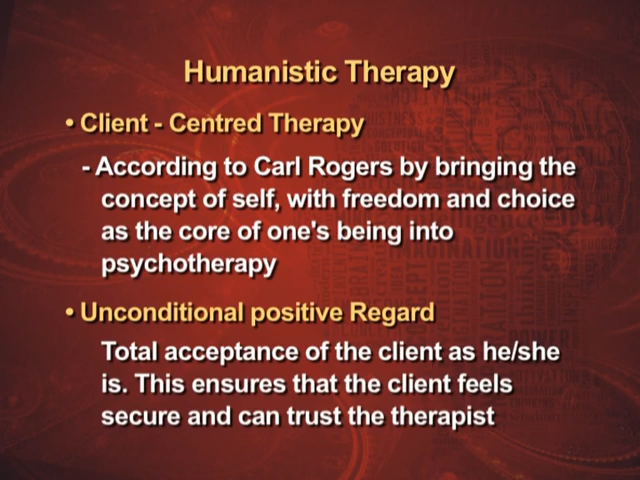 Humanistic Therapy
• Client - Centred Therapy
- According to Carl Rogers by bringing the
concept of self, with freedom and choice
as the core of one's being into
psychotherapy
• Unconditional positive Regard
Total acceptance of the client as he/she
is. This ensures that the client feels
secure and can trust the therapist